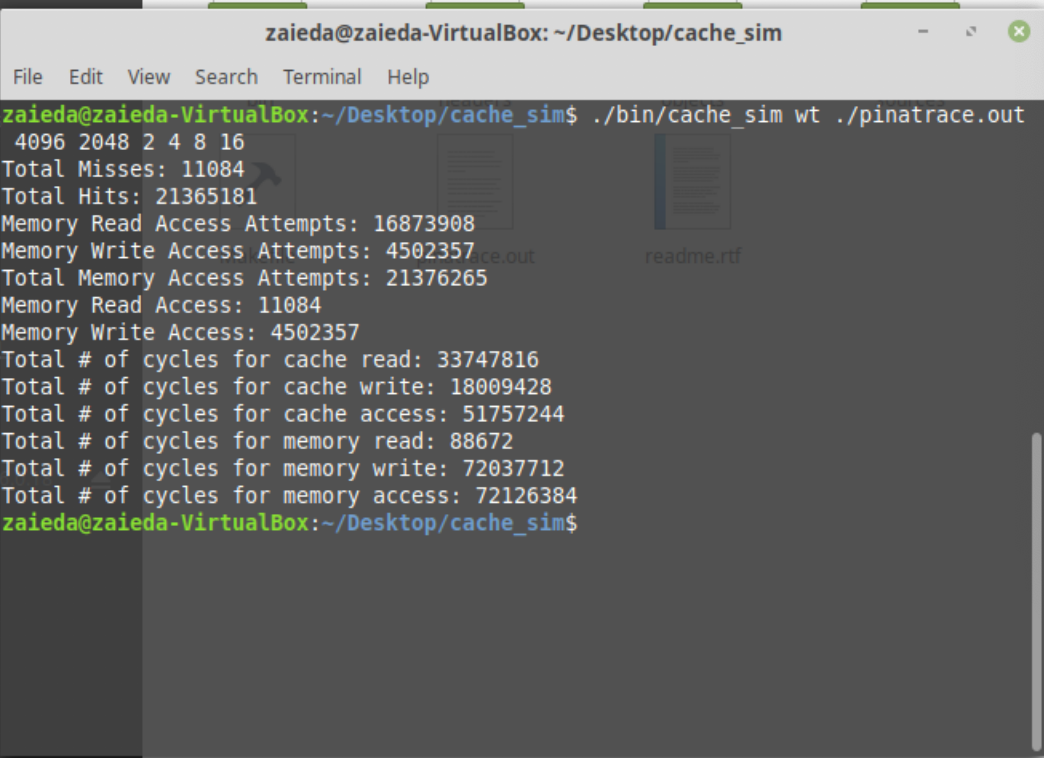 zaieda@zaieda-VirtualBox: ~/Desktop/cache_sim
File Edit View Search Terminal Help
zaieda@zaieda-VirtualBox:~/Desktop/cache_sim$ ./bin/cache_sim wt ./pinatrace.out
4096 2048 2 4 8 16
Total Misses: 11084
Total Hits: 21365181
Memory Read Access Attempts: 16873908
Memory Write Access Attempts: 4502357
Total Memory Access Attempts: 21376265
Memory Read Access: 11084
Memory Write Access: 4502357
Total # of cycles for cache read: 33747816
Total # of cycles for cache write: 18009428
Total # of cycles for cache access: 51757244
Total # of cycles for memory read: 88672
Total # of cycles for memory write: 72037712
Total # of cycles for memory access: 72126384
zaieda@zaieda-VirtualBox:~/Desktop/cache_sim$
headers
objects
pinatrace.out
readme.rtf